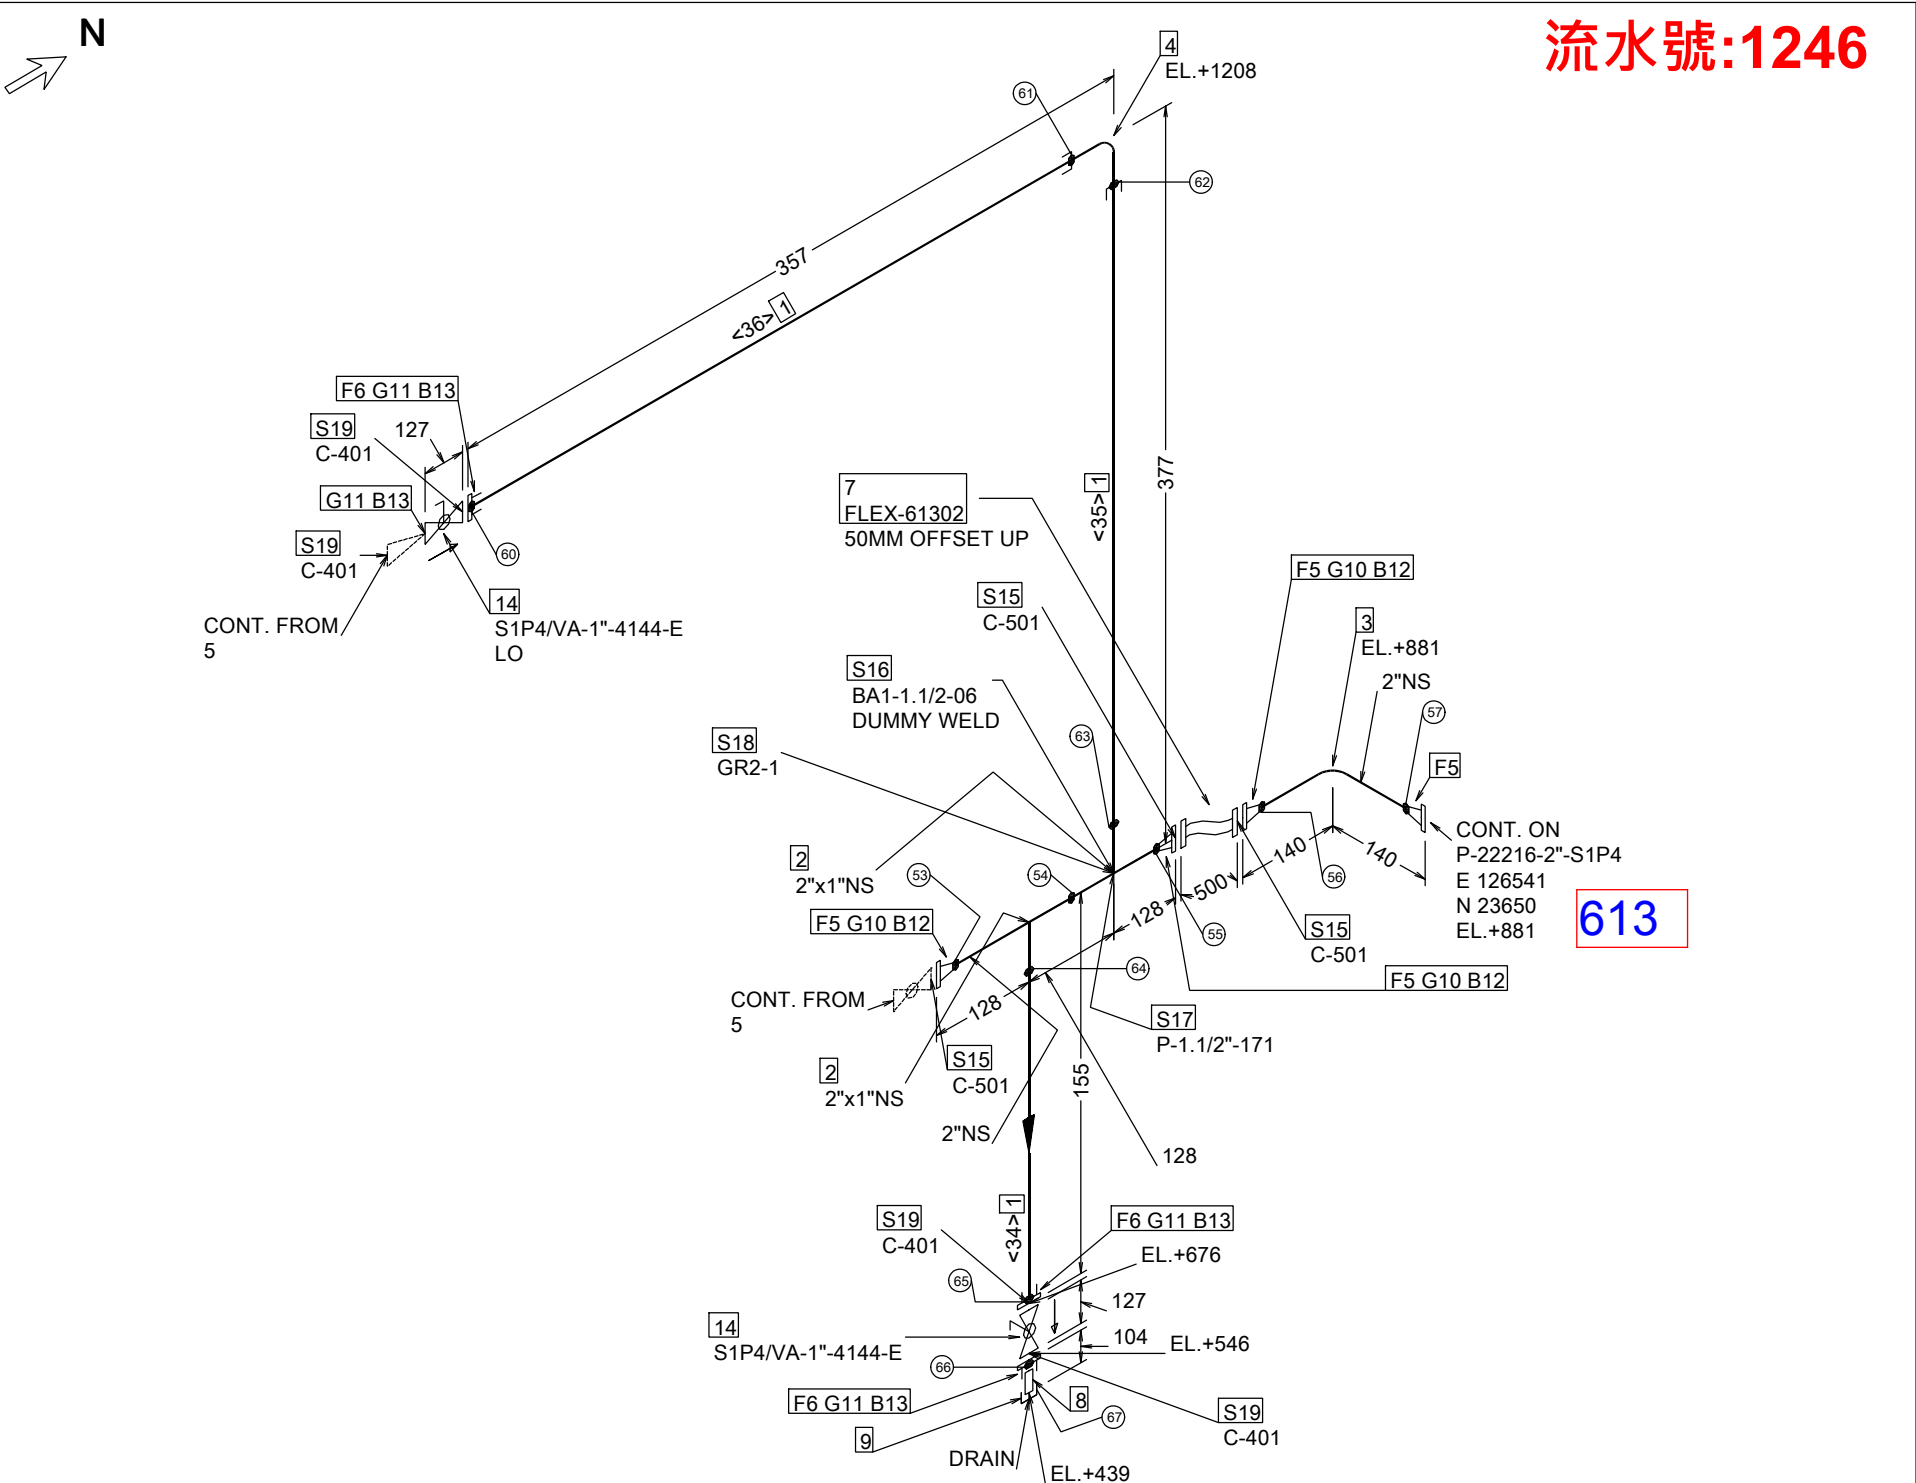 N
流水號:1246
4
EL.+1208
61
62
357
<36> 1
F6 G11 B13
S19
C-401
127
G11 B13
S19
C-401
60
14
S1P4/VA-1"-4144-E
LO
CONT. FROM
5
377
<35> 1
7
FLEX-61302
50MM OFFSET UP
S15
C-501
F5 G10 B12
3
EL.+881
2"NS
57
F5
S16
BA1-1.1/2-06
DUMMY WELD
S18
GR2-1
63
CONT. ON
P-22216-2"-S1P4
E 126541
N 23650
EL.+881
613
2
2"x1"NS
53
54
140
140
500
56
128
55
F5 G10 B12
S15
C-501
F5 G10 B12
64
CONT. FROM
5
128
S17
P-1.1/2"-171
S15
C-501
2
2"x1"NS
155
2"NS
128
<34> 1
S19
C-401
F6 G11 B13
EL.+676
65
127
14
S1P4/VA-1"-4144-E
104
EL.+546
66
F6 G11 B13
8
67
S19
C-401
9
DRAIN
EL.+439